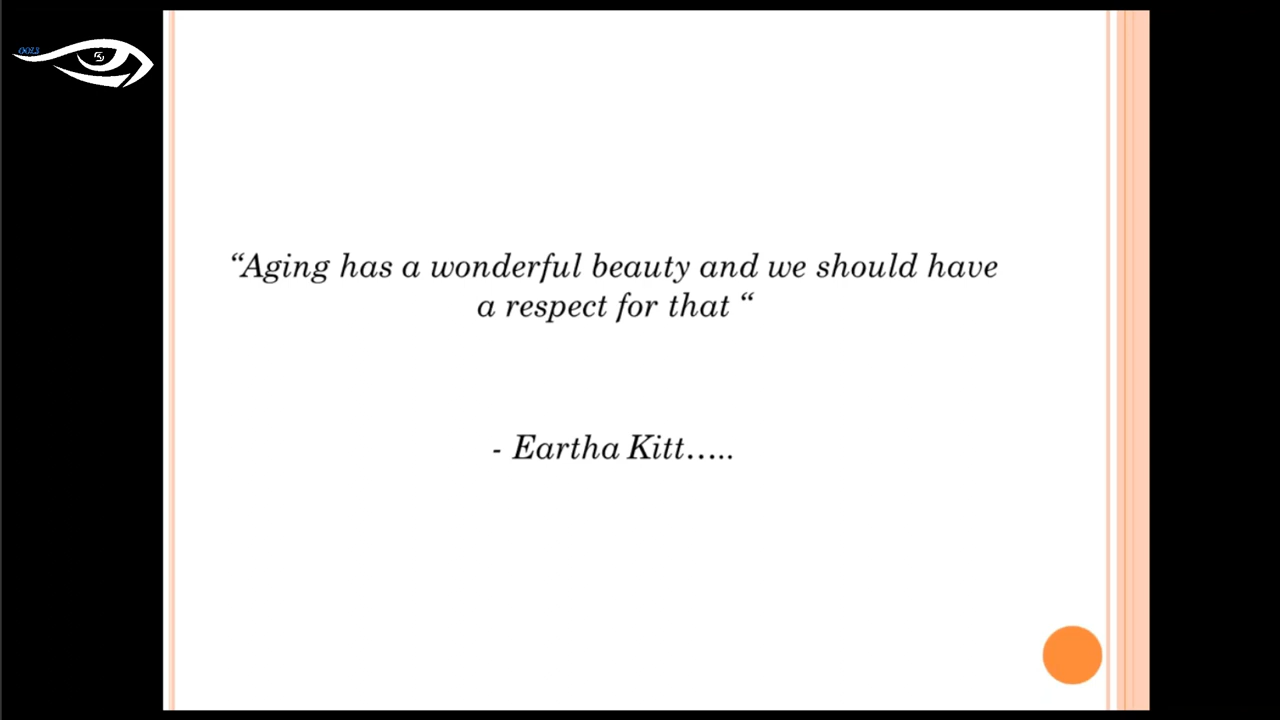 “Aging has a wonderful beauty and we should have
a respect for that “
- Eartha Kitt…..